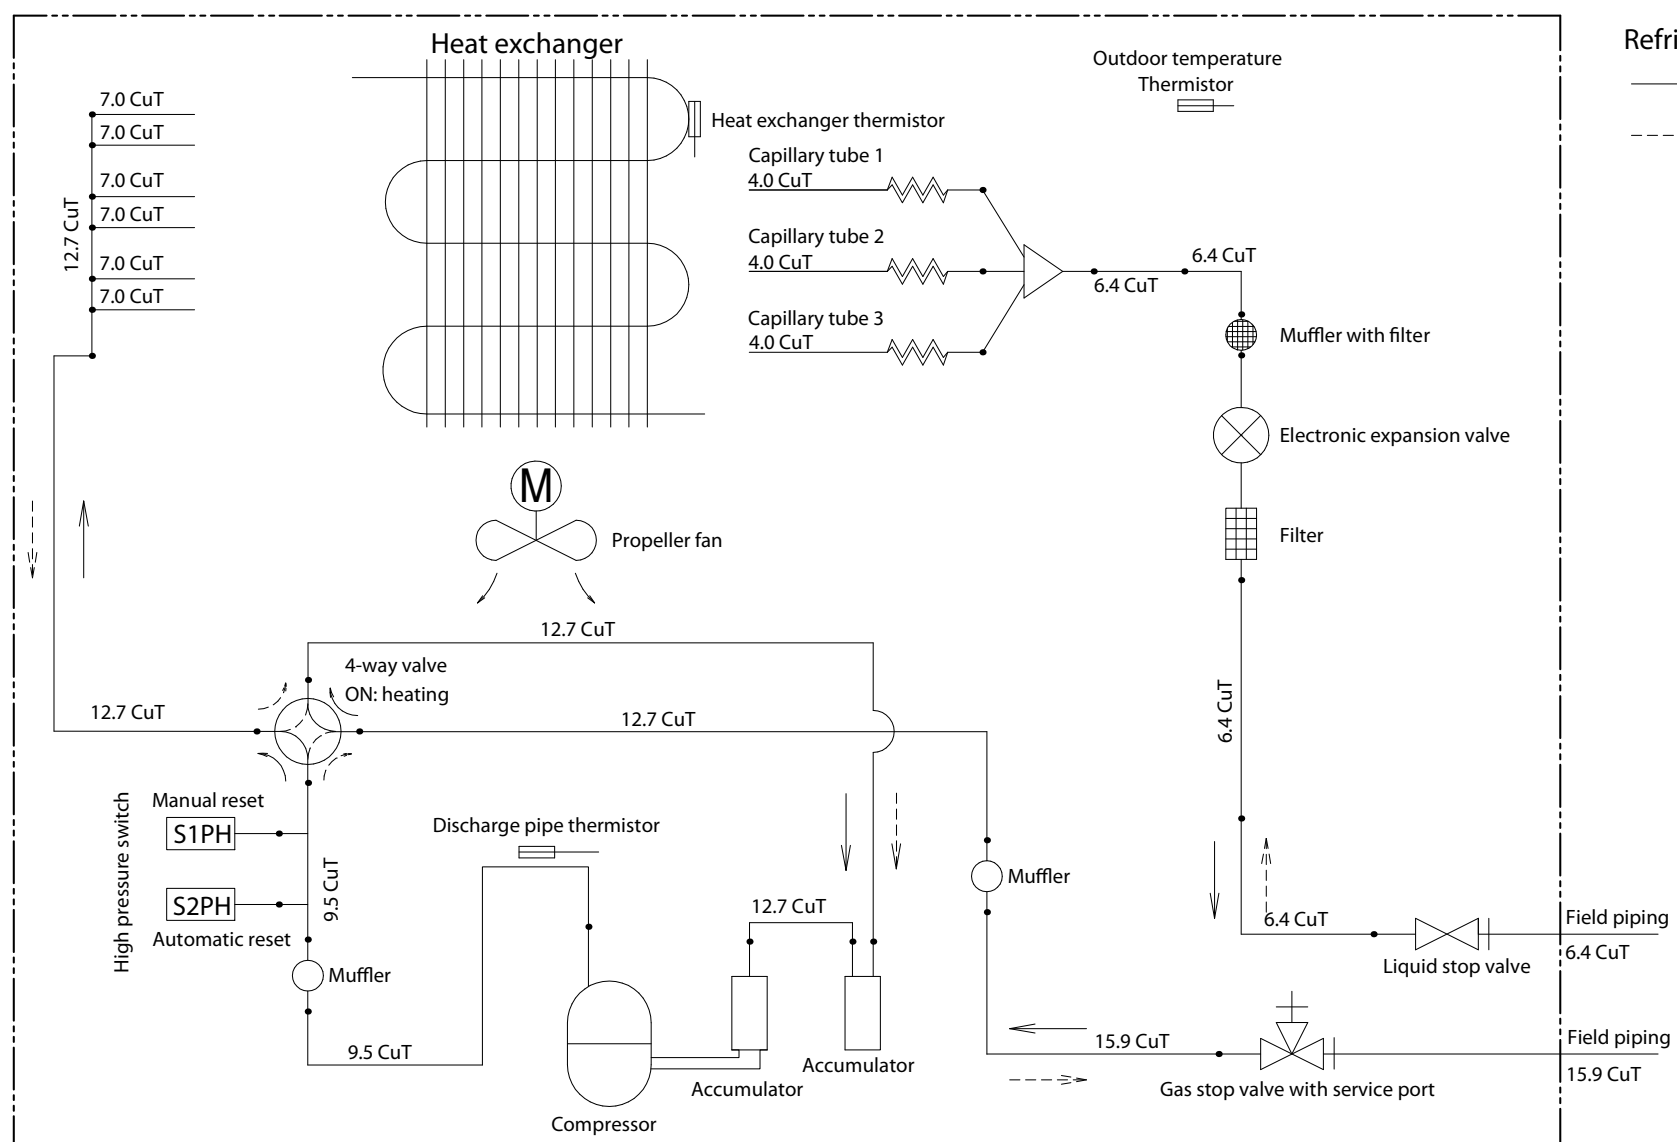 Heat exchanger
Outdoor temperature
Thermistor
Refri
7.0 CuT
7.0 CuT
7.0 CuT
7.0 CuT
7.0 CuT
7.0 CuT
12.7 CuT
Heat exchanger thermistor
Capillary tube 1
4.0 CuT
Capillary tube 2
4.0 CuT
Capillary tube 3
4.0 CuT
6.4 CuT
6.4 CuT
Muffler with filter
Electronic expansion valve
Filter
M
Propeller fan
12.7 CuT
4-way valve
ON: heating
12.7 CuT
12.7 CuT
6.4 CuT
High pressure switch
Manual reset
S1PH
S2PH
Automatic reset
9.5 CuT
Muffler
Discharge pipe thermistor
9.5 CuT
Compressor
12.7 CuT
Accumulator
Accumulator
Muffler
6.4 CuT
Liquid stop valve
Field piping
6.4 CuT
15.9 CuT
Gas stop valve with service port
Field piping
15.9 CuT